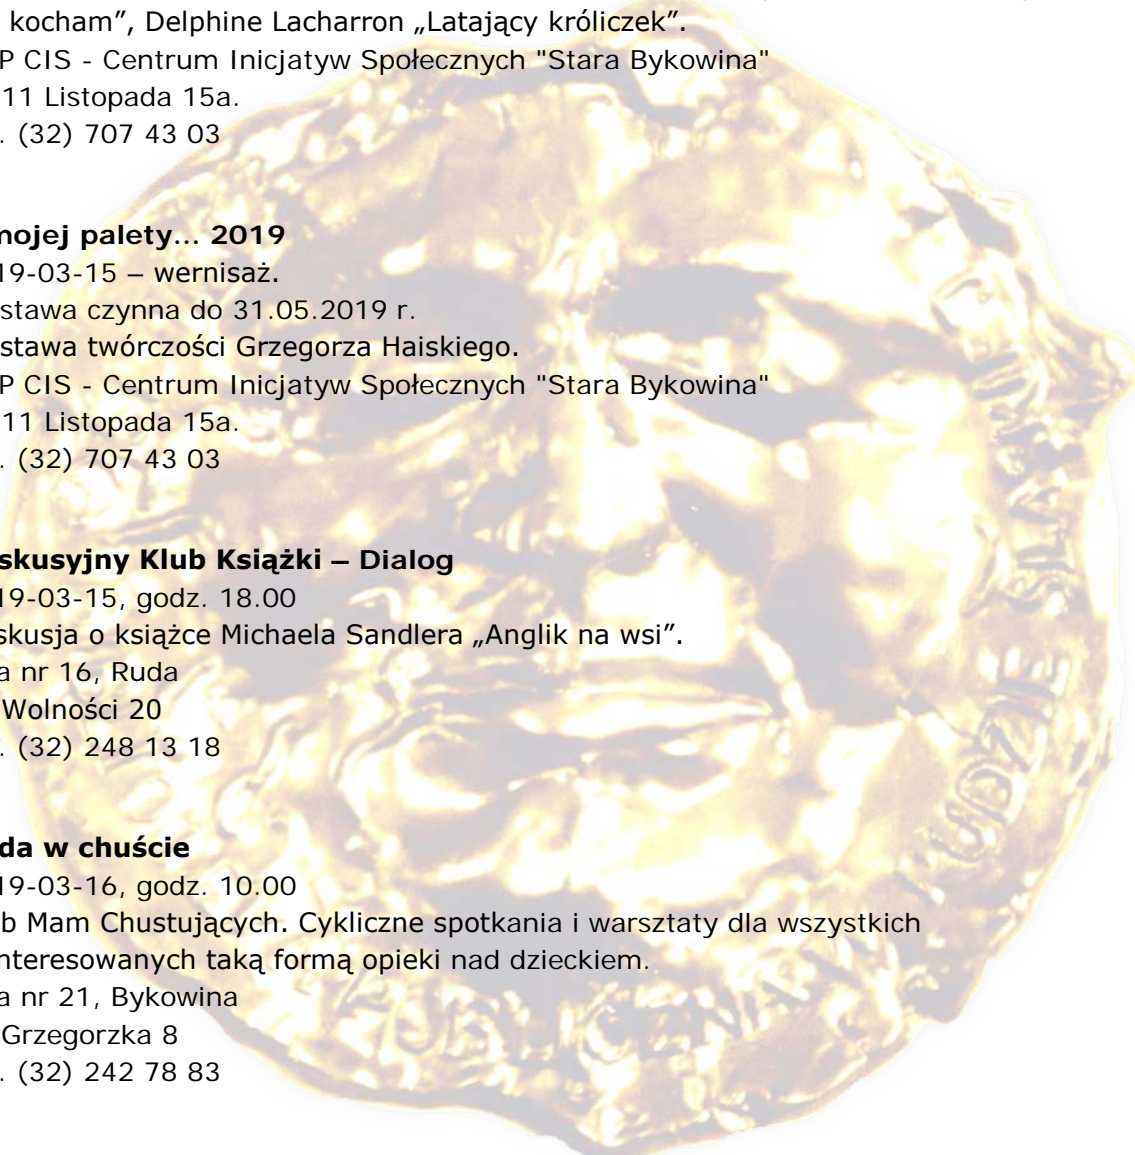 kocham”, Delphine Lacharron „Latający króliczek”.
P CIS - Centrum Inicjatyw Społecznych "Stara Bykowina"
11 Listopada 15a.
. (32) 707 43 03
mojej palety... 2019
19-03-15 – wernisaż.
stawa czynna do 31.05.2019 r.
stawa twórczości Grzegorza Haiskiego.
P CIS - Centrum Inicjatyw Społecznych "Stara Bykowina"
11 Listopada 15a.
. (32) 707 43 03
skusyjny Klub Książki – Dialog
19-03-15, godz. 18.00
skusja o książce Michaela Sandlera „Anglik na wsi”.
a nr 16, Ruda
Wolności 20
. (32) 248 13 18
da w chuście
19-03-16, godz. 10.00
b Mam Chustujących. Cykliczne spotkania i warsztaty dla wszystkich
nteresowanych taką formą opieki nad dzieckiem.
a nr 21, Bykowina
Grzegorzka 8
. (32) 242 78 83